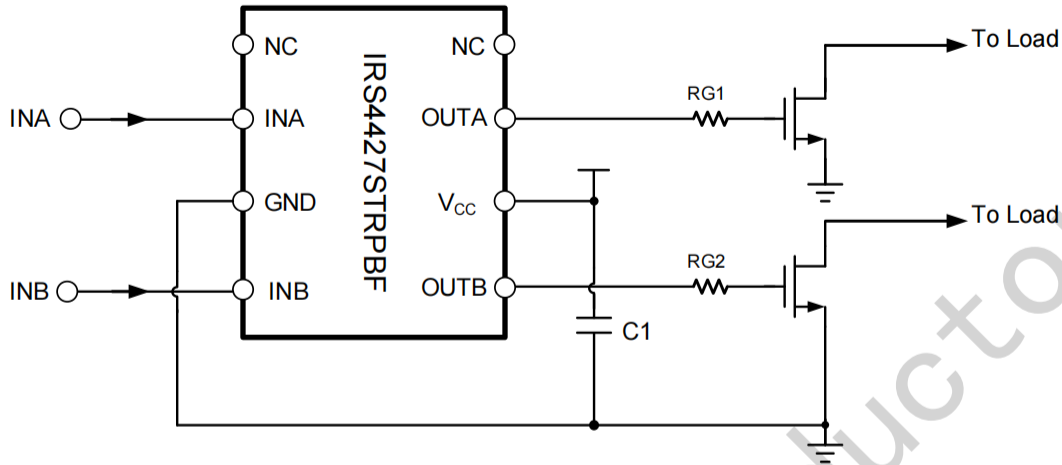 NC
NC
To Load
RG1
INA
INA
OUTA
IRS4427STRPBF
GND
VCC
To Load
RG2
INB
INB
OUTB
C1